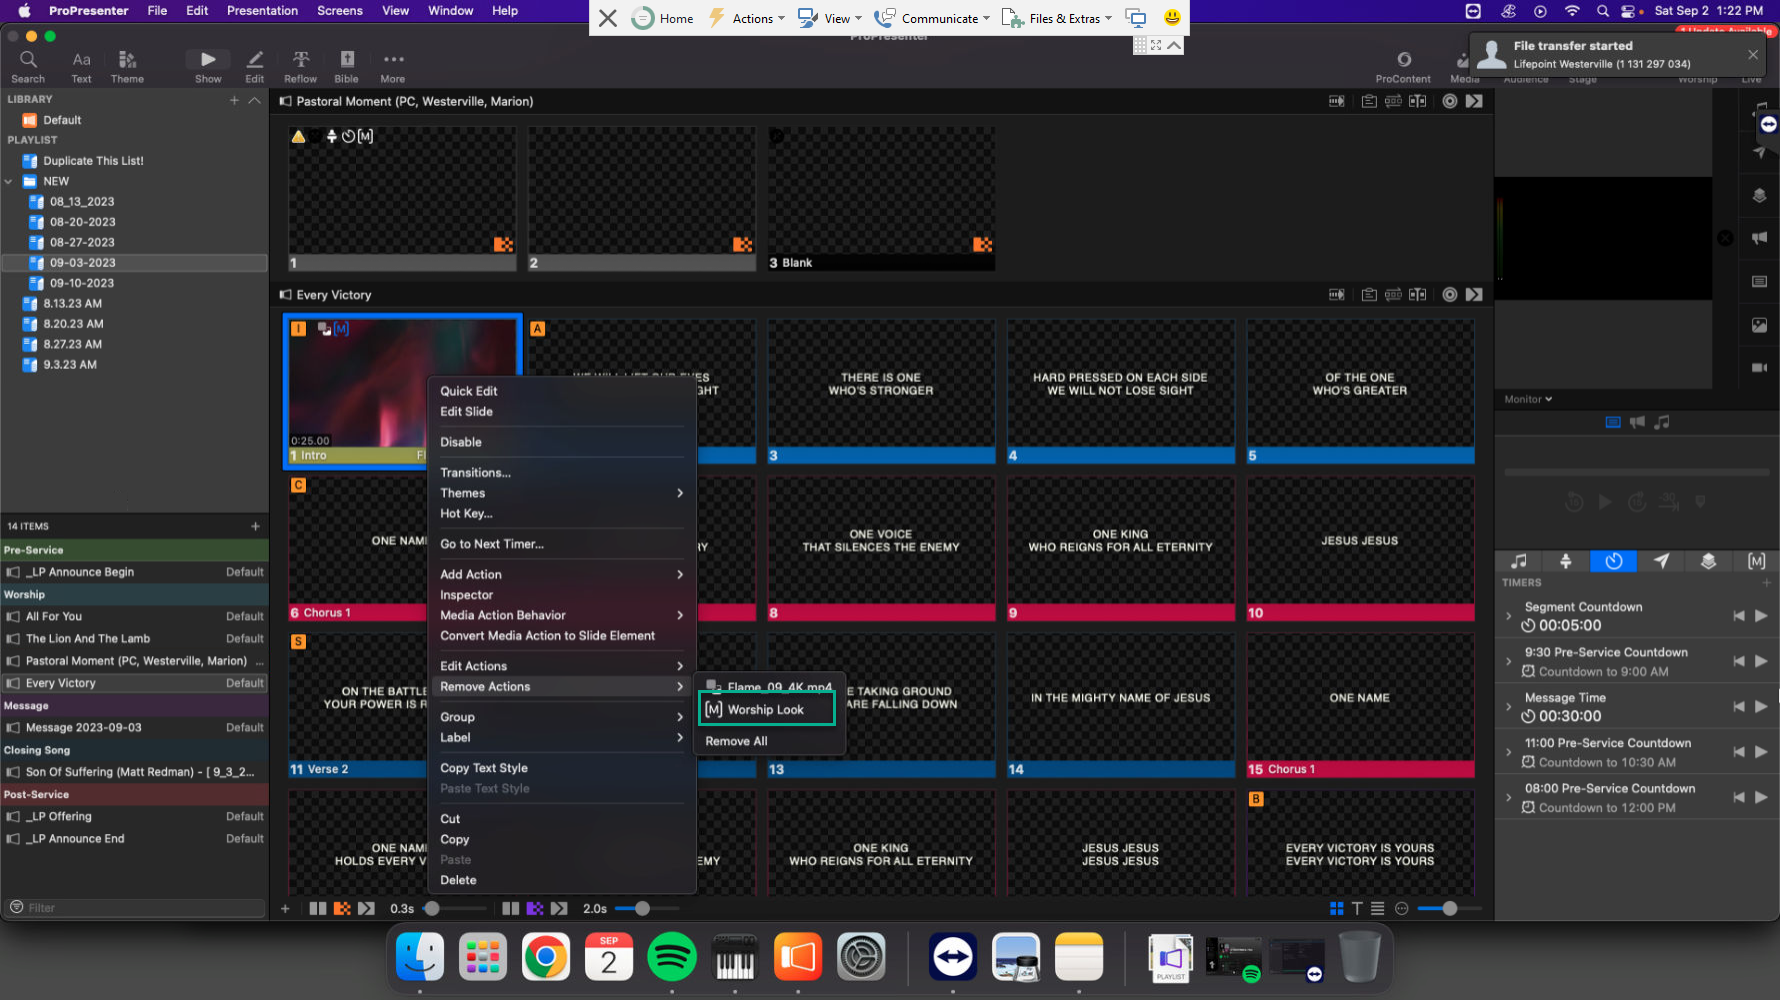 ProPresenter File Edit Presentation Screens View Window Help
Home Actions View Communicate Files & Extras
Sat Sep 2 1:22 PM
ProPresenter
File transfer started
Lifepoint Westerville (1 131 297 034)
Search Text Theme Show Edit Reflow Bible More
ProContent Media Audience Stage Worship Live
LIBRARY
Default
PLAYLIST
Duplicate This List!
NEW
08_13_2023
08-20-2023
08-27-2023
09-03-2023
09-10-2023
8.13.23 AM
8.20.23 AM
8.27.23 AM
9.3.23 AM
14 ITEMS
Pre-Service
_LP Announce Begin Default
Worship
All For You Default
The Lion And The Lamb Default
Pastoral Moment (PC, Westerville, Marion) ...
Every Victory Default
Message
Message 2023-09-03 Default
Closing Song
Son Of Suffering (Matt Redman) - [ 9_3_2...
Post-Service
_LP Offering Default
_LP Announce End Default
Filter
Pastoral Moment (PC, Westerville, Marion)
[M]
1
2
3 Blank
Every Victory
I [M]
0:25.00
1 Intro
A
3
THERE IS ONE
WHO'S STRONGER
4
HARD PRESSED ON EACH SIDE
WE WILL NOT LOSE SIGHT
5
OF THE ONE
WHO'S GREATER
C
ONE NAM
6 Chorus 1
8
ONE VOICE
THAT SILENCES THE ENEMY
9
ONE KING
WHO REIGNS FOR ALL ETERNITY
10
JESUS JESUS
S
ON THE BATTLE
YOUR POWER IS R
11 Verse 2
E TAKING GROUND
ARE FALLING DOWN
13
IN THE MIGHTY NAME OF JESUS
14
ONE NAME
15 Chorus 1
ONE NAM
HOLDS EVERY V
EMY
ONE KING
WHO REIGNS FOR ALL ETERNITY
JESUS JESUS
JESUS JESUS
B
EVERY VICTORY IS YOURS
EVERY VICTORY IS YOURS
Quick Edit
Edit Slide
Disable
Transitions...
Themes
Hot Key...
Go to Next Timer...
Add Action
Inspector
Media Action Behavior
Convert Media Action to Slide Element
Edit Actions
Remove Actions
Group
Label
Copy Text Style
Paste Text Style
Cut
Copy
Paste
Delete
Flame_09_4K.mp4
[M] Worship Look
Remove All
0.3s 2.0s
Monitor
[M]
TIMERS
Segment Countdown
00:05:00
9:30 Pre-Service Countdown
Countdown to 9:00 AM
Message Time
00:30:00
11:00 Pre-Service Countdown
Countdown to 10:30 AM
08:00 Pre-Service Countdown
Countdown to 12:00 PM
SEP
2
PLAYLIST